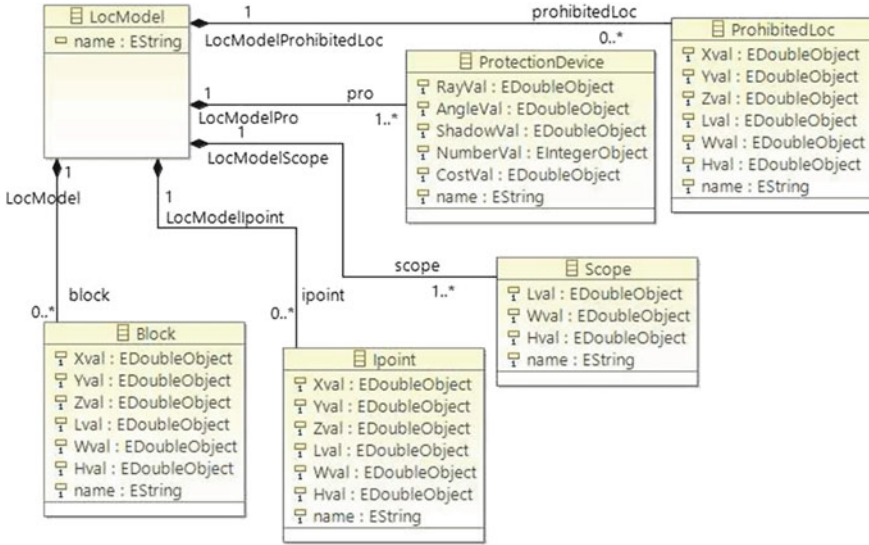 LocModel
name : EString
1
LocModelProhibitedLoc
prohibitedLoc
0..*
ProhibitedLoc
Xval : EDoubleObject
Yval : EDoubleObject
Zval : EDoubleObject
Lval : EDoubleObject
Wval : EDoubleObject
Hval : EDoubleObject
name : EString
1
LocModelPro
pro
1..*
ProtectionDevice
RayVal : EDoubleObject
AngleVal : EDoubleObject
ShadowVal : EDoubleObject
NumberVal : EIntegerObject
CostVal : EDoubleObject
name : EString
1
LocModelScope
scope
1..*
Scope
Lval : EDoubleObject
Wval : EDoubleObject
Hval : EDoubleObject
name : EString
1
LocModel
block
0..*
Block
Xval : EDoubleObject
Yval : EDoubleObject
Zval : EDoubleObject
Lval : EDoubleObject
Wval : EDoubleObject
Hval : EDoubleObject
name : EString
1
LocModelIpoint
ipoint
0..*
Ipoint
Xval : EDoubleObject
Yval : EDoubleObject
Zval : EDoubleObject
Lval : EDoubleObject
Wval : EDoubleObject
Hval : EDoubleObject
name : EString